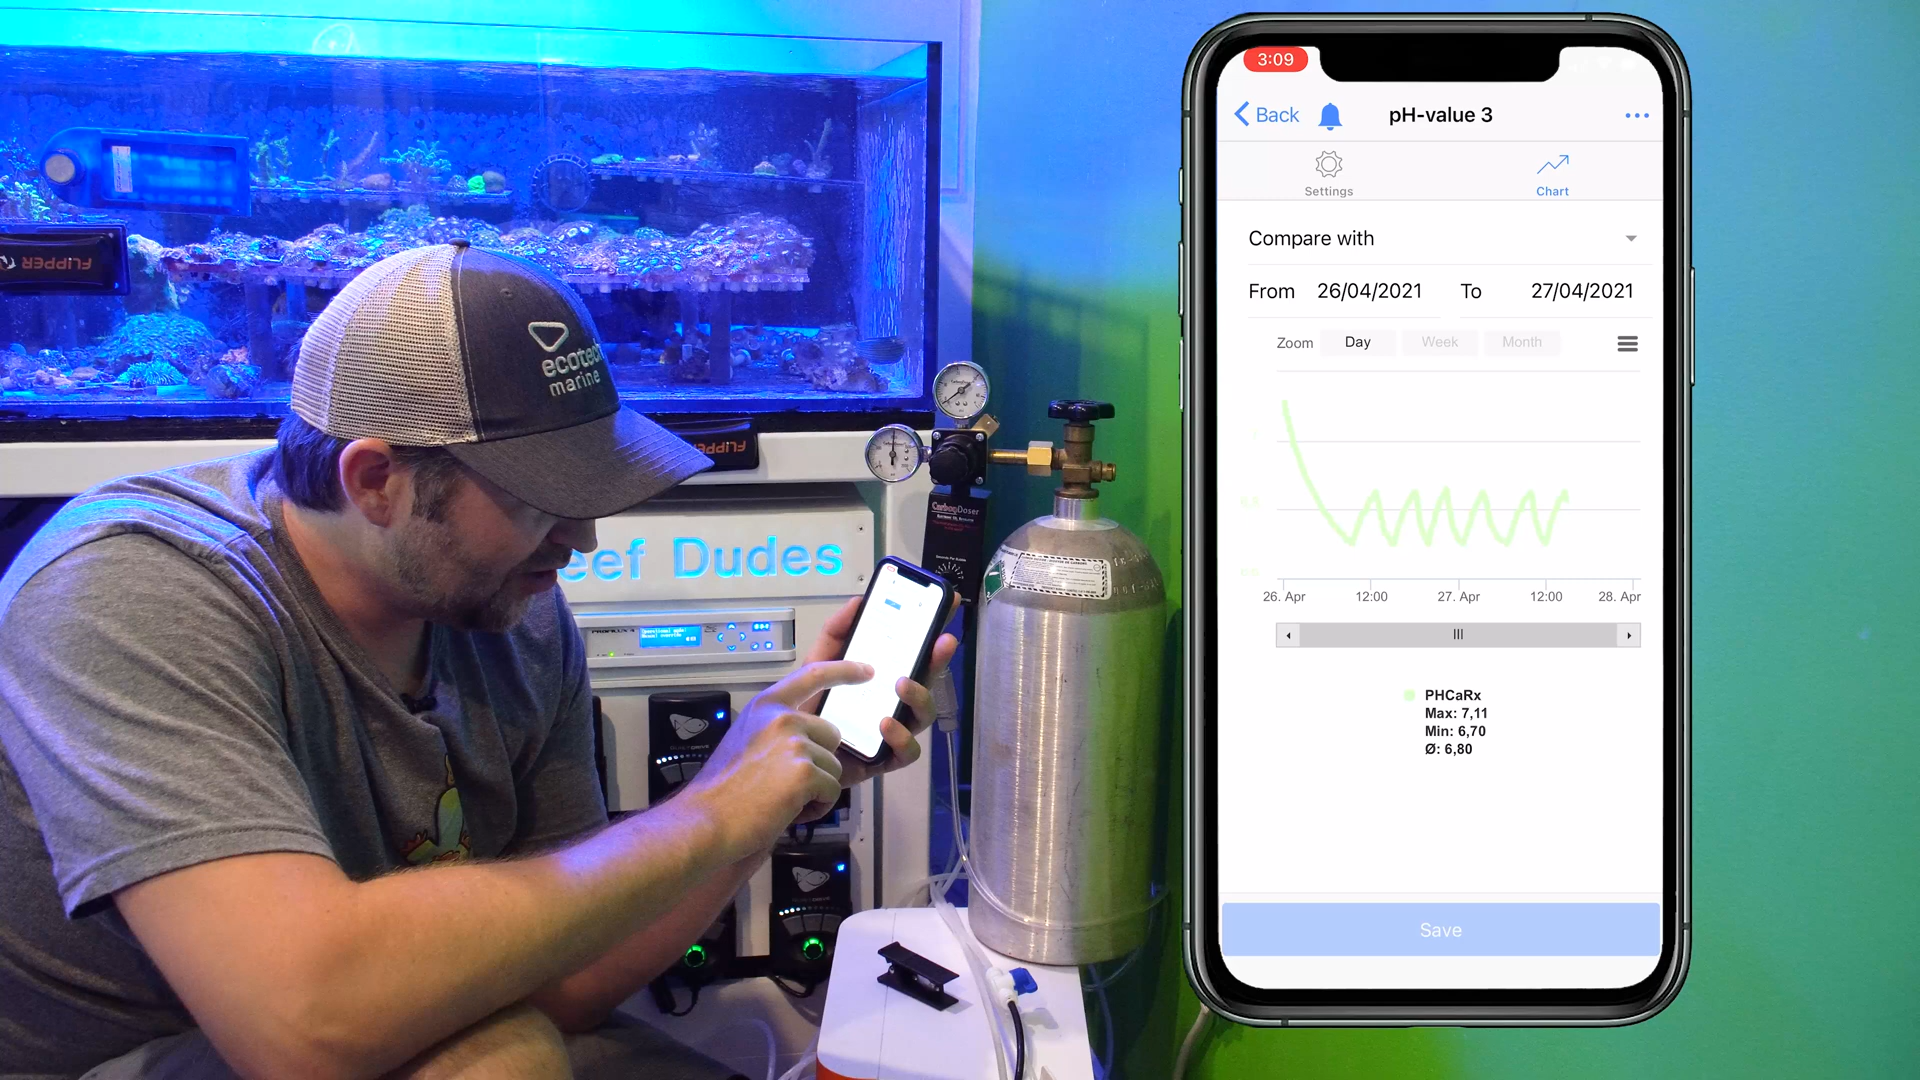 3:09
Back
pH-value 3
Settings
Chart
Compare with
From 26/04/2021 To 27/04/2021
Zoom Day Week Month
26. Apr 12:00 27. Apr 12:00 28. Apr
PHCaRx
Max: 7,11
Min: 6,70
Ø: 6,80
Save
ecotech
marine
FLIPPER
FLIPPER
CarbonDoser
eef Dudes